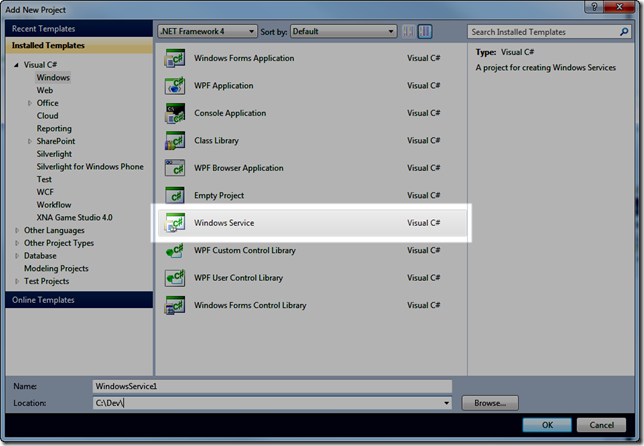 Add New Project
Recent Templates
Installed Templates
Visual C#
Windows
Web
Office
Cloud
Reporting
SharePoint
Silverlight
Silverlight for Windows Phone
Test
WCF
Workflow
XNA Game Studio 4.0
Other Languages
Other Project Types
Database
Modeling Projects
Test Projects
Online Templates
.NET Framework 4 Sort by: Default
Windows Forms Application Visual C#
WPF Application Visual C#
Console Application Visual C#
Class Library Visual C#
WPF Browser Application Visual C#
Empty Project Visual C#
Windows Service Visual C#
WPF Custom Control Library Visual C#
WPF User Control Library Visual C#
Windows Forms Control Library Visual C#
Search Installed Templates
Type: Visual C#
A project for creating Windows Services
Name: WindowsService1
Location: C:\Dev\ Browse...
OK Cancel